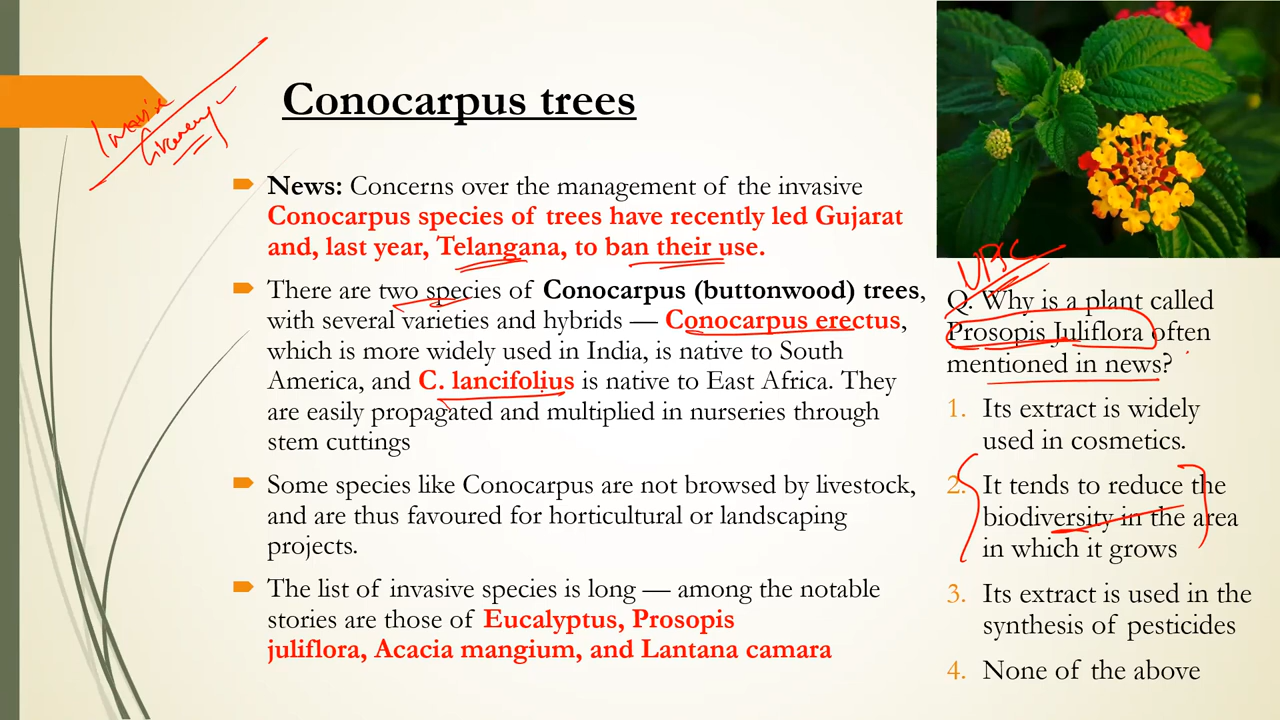 Invasive
Greenery
Conocarpus trees
News: Concerns over the management of the invasive
Conocarpus species of trees have recently led Gujarat
and, last year, Telangana, to ban their use.
There are two species of Conocarpus (buttonwood) trees,
with several varieties and hybrids — Conocarpus erectus,
which is more widely used in India, is native to South
America, and C. lancifolius is native to East Africa. They
are easily propagated and multiplied in nurseries through
stem cuttings
Some species like Conocarpus are not browsed by livestock,
and are thus favoured for horticultural or landscaping
projects.
The list of invasive species is long — among the notable
stories are those of Eucalyptus, Prosopis
juliflora, Acacia mangium, and Lantana camara
UPSC
Q. Why is a plant called
Prosopis Juliflora often
mentioned in news?
1. Its extract is widely
used in cosmetics.
2. It tends to reduce the
biodiversity in the area
in which it grows
3. Its extract is used in the
synthesis of pesticides
4. None of the above